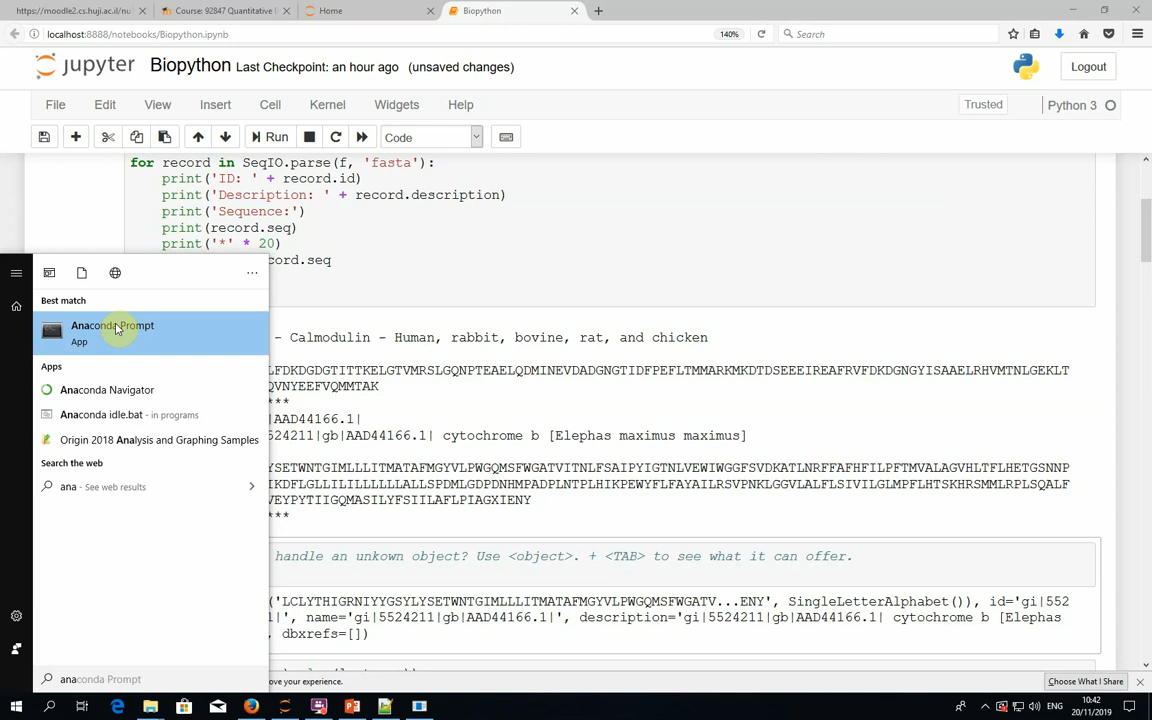 https://moodle2.cs.huji.ac.il/nu
Course: 92847 Quantitative
Home
Biopython
localhost:8888/notebooks/Biopython.ipynb
140%
Search
jupyter Biopython Last Checkpoint: an hour ago (unsaved changes)
Logout
File Edit View Insert Cell Kernel Widgets Help
Trusted
Python 3
Run
Code
for record in SeqIO.parse(f, 'fasta'):
print('ID: ' + record.id)
print('Description: ' + record.description)
print('Sequence:')
print(record.seq)
print('*' * 20)
cord.seq
Best match
Anaconda Prompt
App
Apps
Anaconda Navigator
Anaconda idle.bat - in programs
Origin 2018 Analysis and Graphing Samples
Search the web
ana - See web results
anaconda Prompt
- Calmodulin - Human, rabbit, bovine, rat, and chicken
LFDKDGDGTITTKELGTVMRSLGQNPTEAELQDMINEVDADGNGTIDFPEFLTMMARKMKDTDSEEEIREAFRVFDKDGNGYISAAELRHVMTNLGEKLT
QVNYEEFVQMMTAK
***
|AAD44166.1|
5524211|gb|AAD44166.1| cytochrome b [Elephas maximus maximus]
YSETWNTGIMLLLITMATAFMGYVLPWGQMSFWGATVITNLFSAIPYIGTNLVEWIWGGFSVDKATLNRFFAFHFILPFTMVALAGVHLTFLHETGSNNP
IKDFLGLLILILLLLLLALLSPDMLGDPDNHMPADPLNTPLHIKPEWYFLFAYAILRSVPNKLGGVLALFLSIVILGLMPFLHTSKHRSMMLRPLSQALF
VEYPYTIIGQMASILYFSIILAFLPIAGXIENY
***
handle an unkown object? Use <object>. + <TAB> to see what it can offer.
('LCLYTHIGRNIYYGSYLYSETWNTGIMLLLITMATAFMGYVLPWGQMSFWGATV...ENY', SingleLetterAlphabet()), id='gi|552
1|', name='gi|5524211|gb|AAD44166.1|', description='gi|5524211|gb|AAD44166.1| cytochrome b [Elephas
, dbxrefs=[])
ove your experience.
Choose What I Share
ENG
10:42
20/11/2019